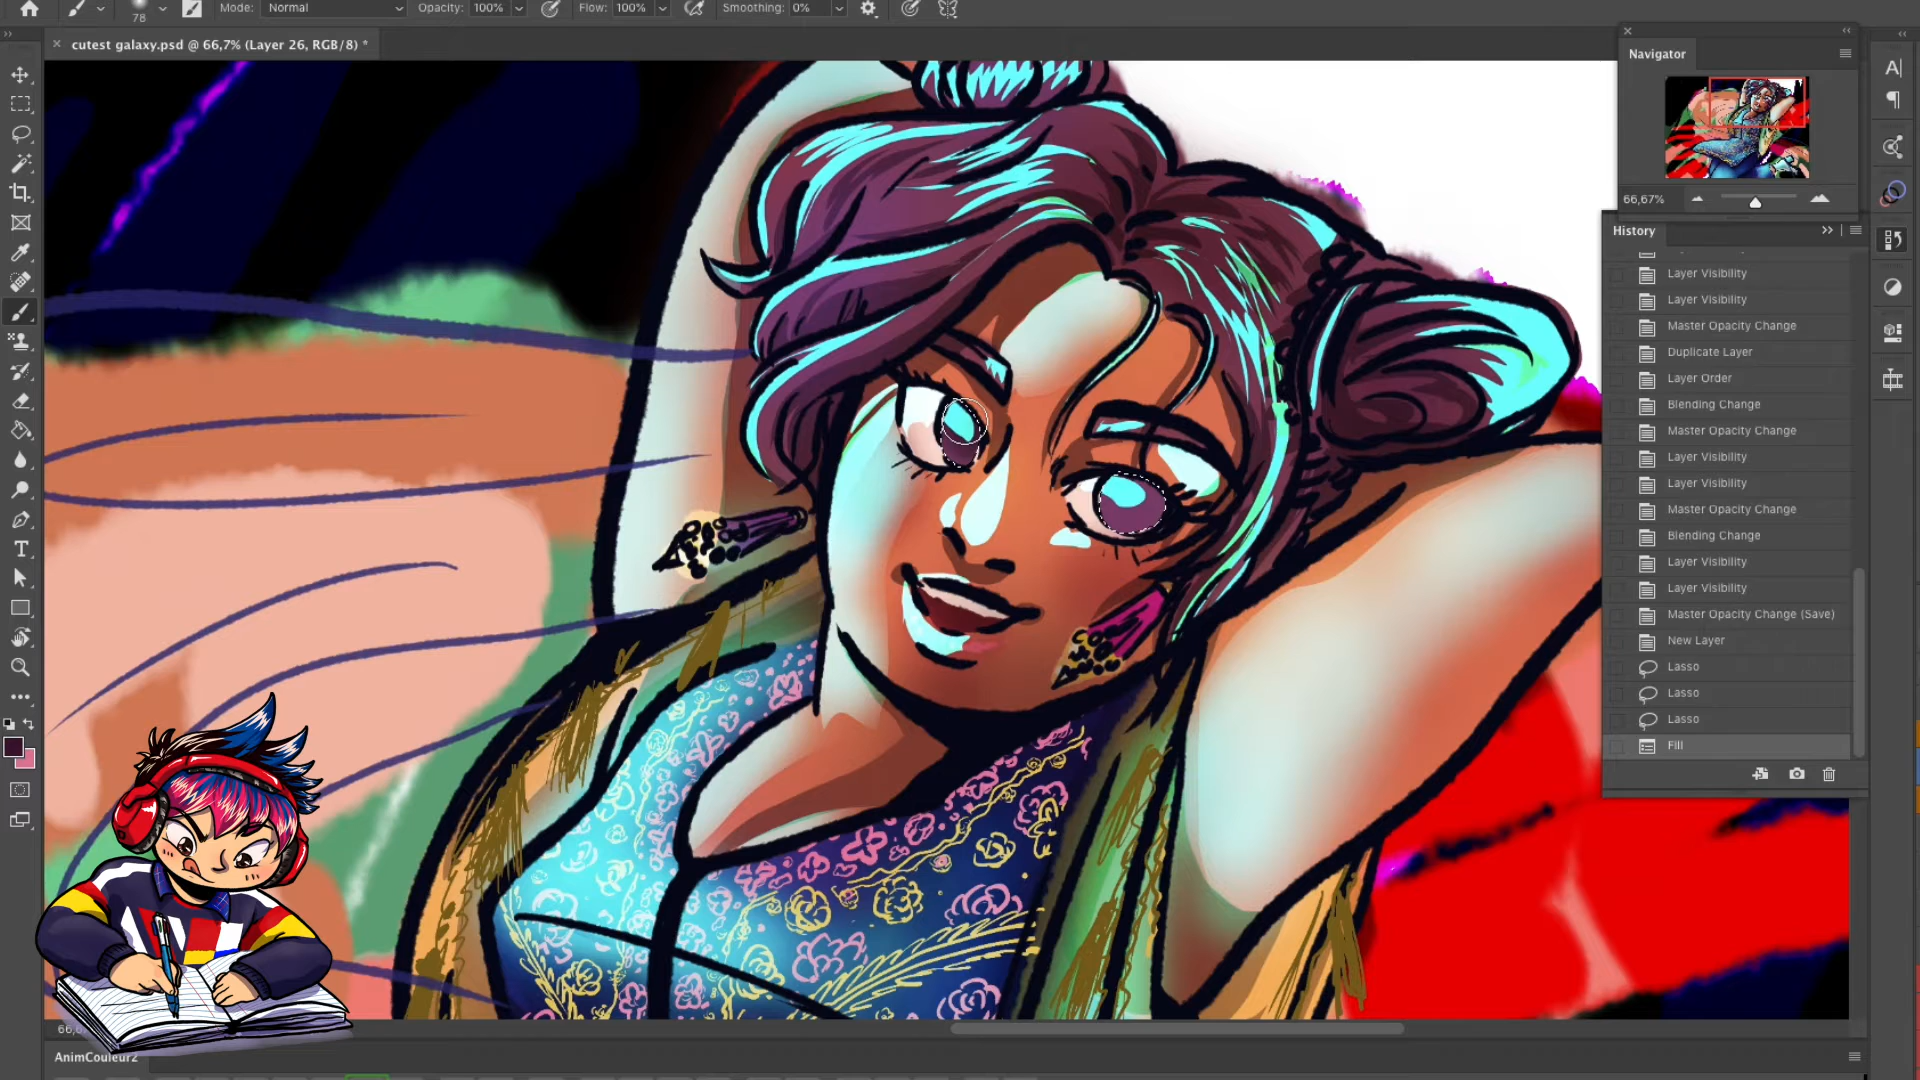 78
Mode:
Normal
Opacity:
100%
Flow:
100%
Smoothing:
0%
cutest galaxy.psd @ 66,7% (Layer 26, RGB/8) *
Navigator
66,67%
History
Layer Visibility
Layer Visibility
Master Opacity Change
Duplicate Layer
Layer Order
Blending Change
Master Opacity Change
Layer Visibility
Layer Visibility
Master Opacity Change
Blending Change
Layer Visibility
Layer Visibility
Master Opacity Change (Save)
New Layer
Lasso
Lasso
Lasso
Fill
AnimCouleur2